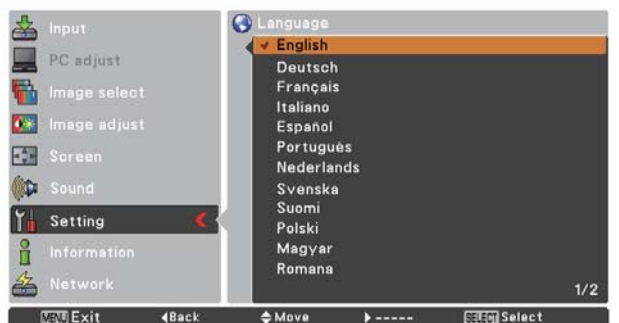 Input
PC adjust
Image select
Image adjust
Screen
Sound
Setting
Information
Network
Language
English
Deutsch
Français
Italiano
Español
Português
Nederlands
Svenska
Suomi
Polski
Magyar
Romana
1/2
MENU Exit ◀Back Move ▶----- SELECT Select